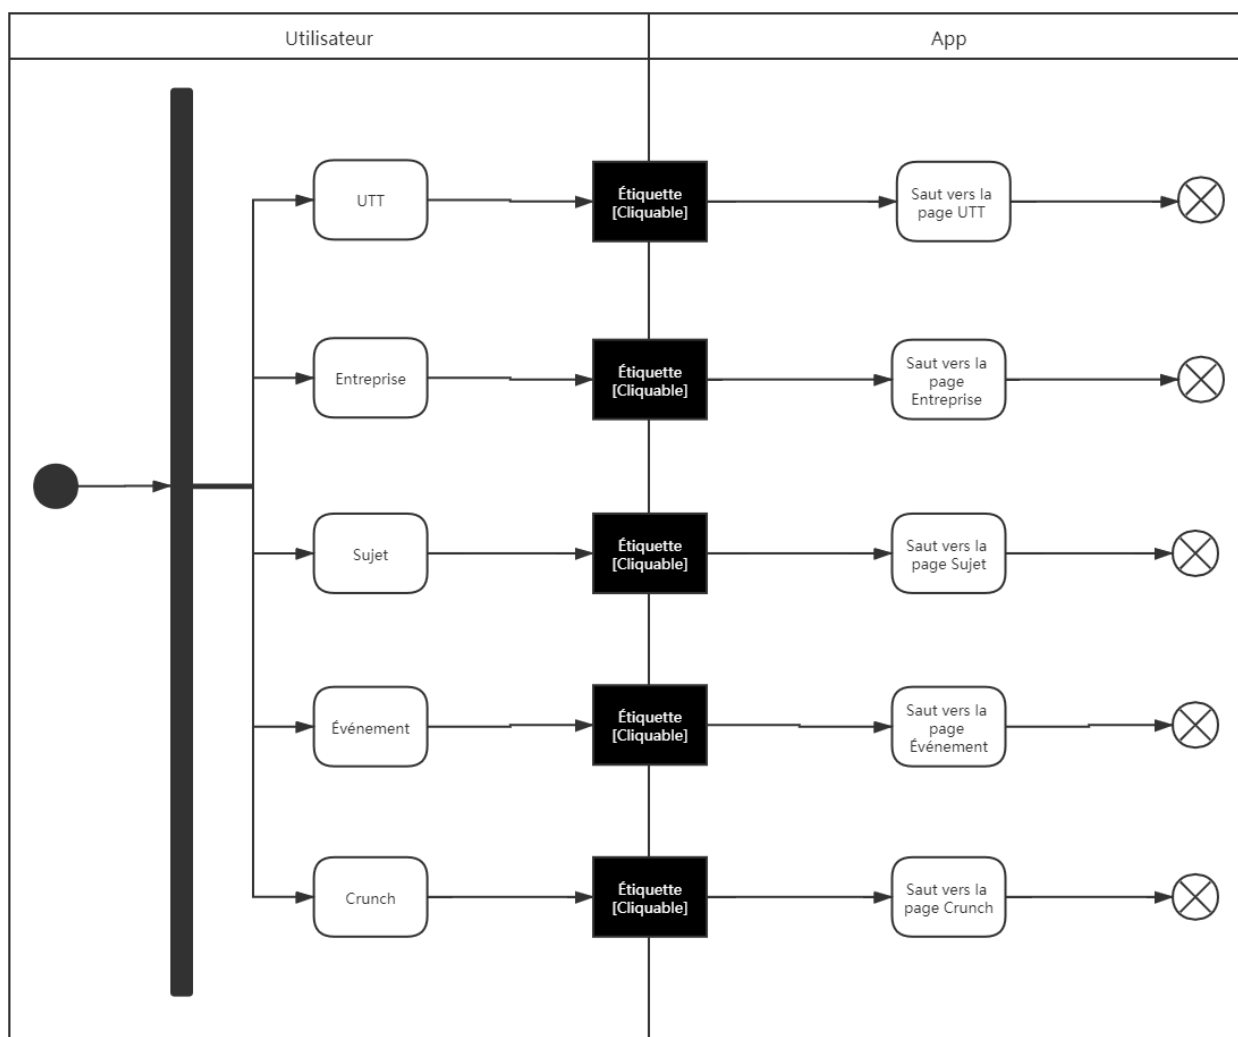 Utilisateur
App
UTT
Étiquette
[Cliquable]
Saut vers la
page UTT
Entreprise
Étiquette
[Cliquable]
Saut vers la
page
Entreprise
Sujet
Étiquette
[Cliquable]
Saut vers la
page Sujet
Événement
Étiquette
[Cliquable]
Saut vers la
page
Événement
Crunch
Étiquette
[Cliquable]
Saut vers la
page Crunch